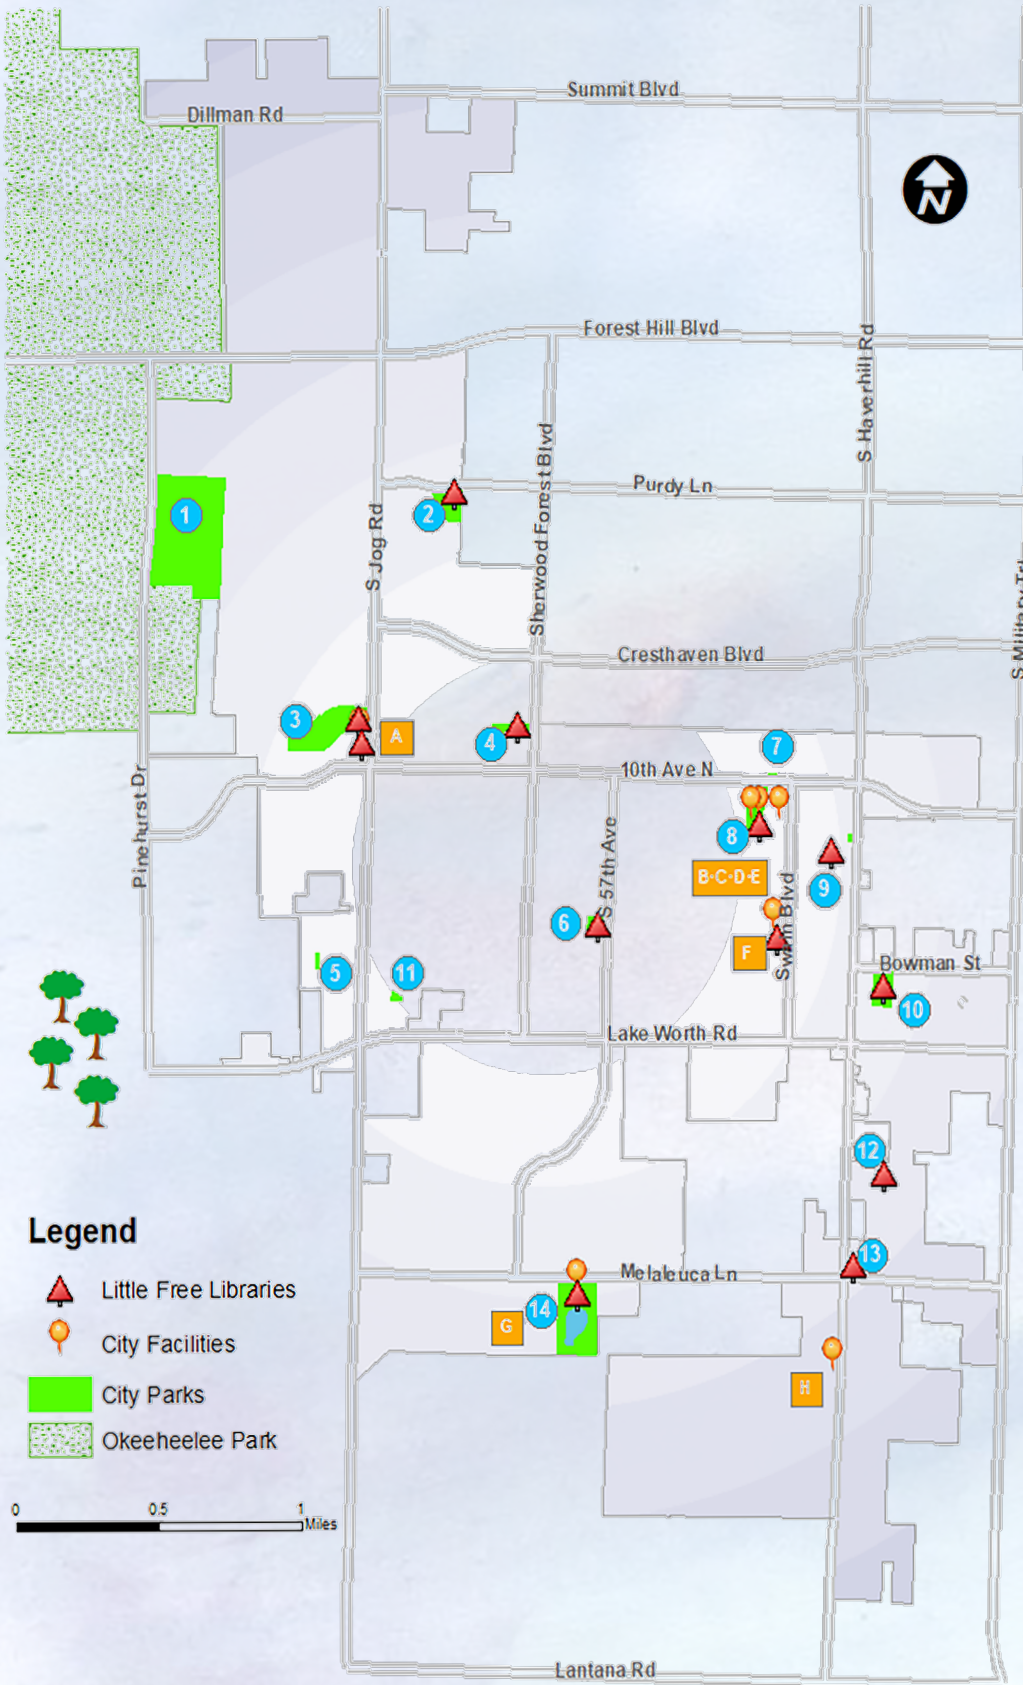 Summit Blvd
Dillman Rd
N
Forest Hill Blvd
S Haverhill Rd
Purdy Ln
1
2
Sherwood Forest Blvd
S Jog Rd
S Military Trl
Cresthaven Blvd
3
A
4
7
10th Ave N
Pinehurst Dr
8
S 57th Ave
B-C-D-E
9
6
F
Swain Blvd
5
11
Bowman St
10
Lake Worth Rd
12
13
Melaleuca Ln
14
G
H
Legend
Little Free Libraries
City Facilities
City Parks
Okeeheelee Park
0 0.5 1
Miles
Lantana Rd